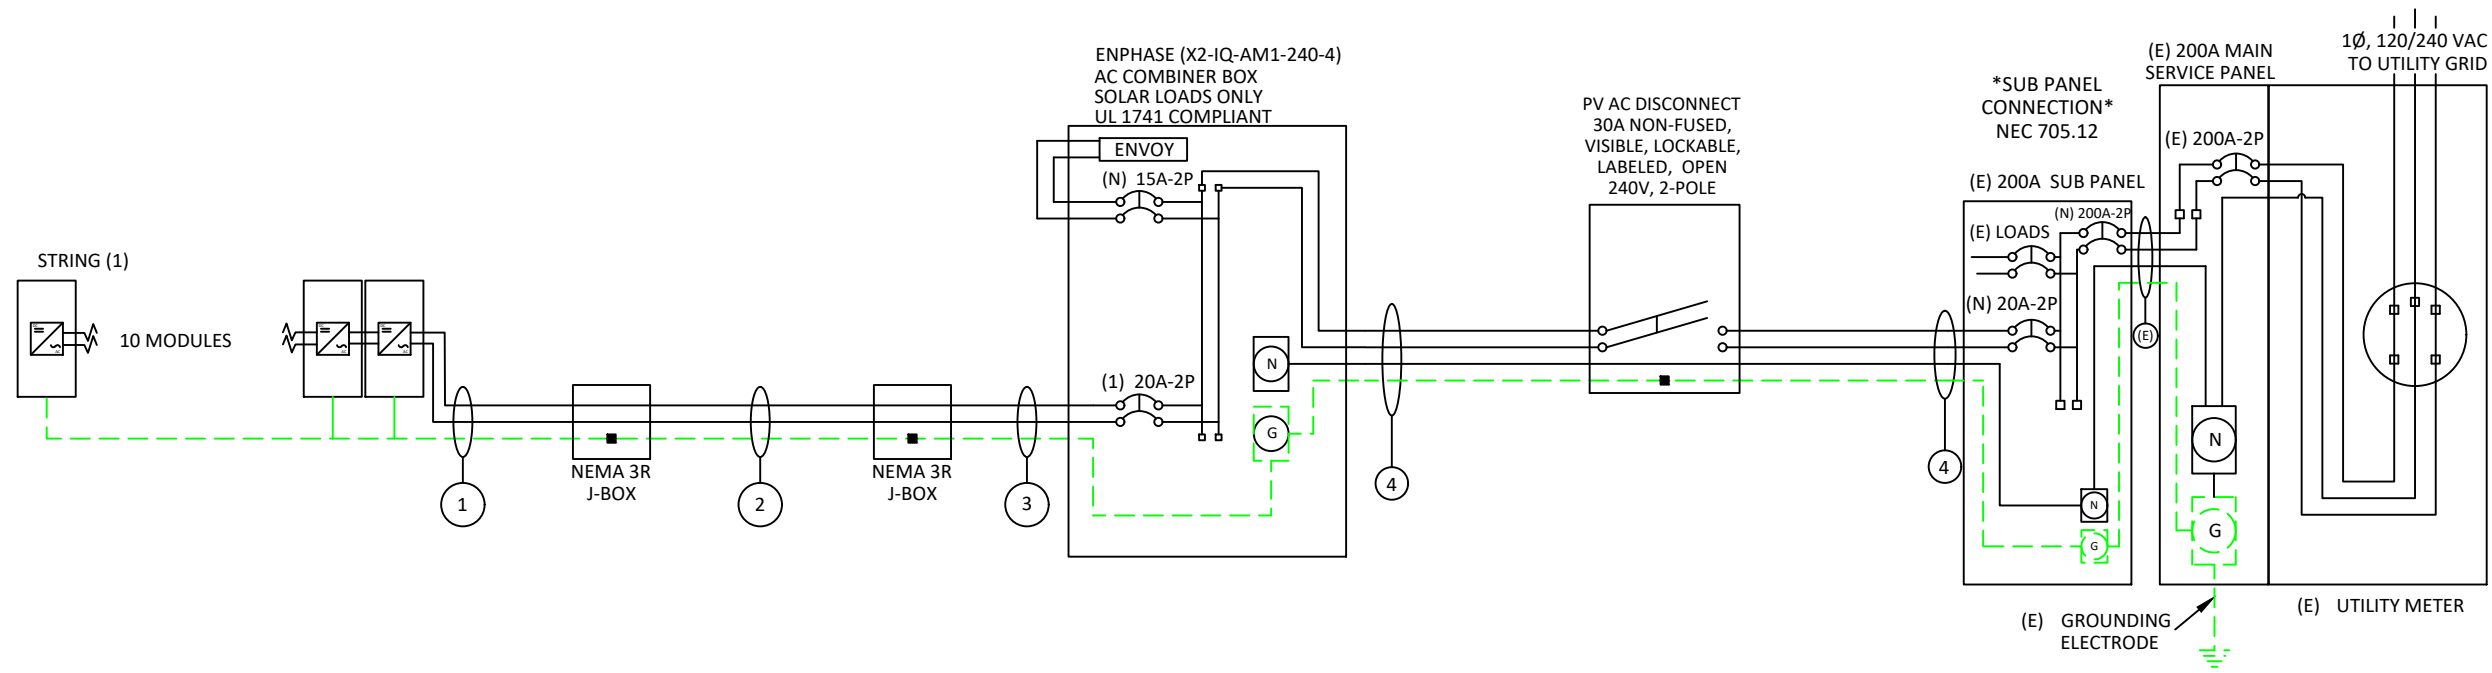 STRING (1)
10 MODULES
1
NEMA 3R
J-BOX
2
NEMA 3R
J-BOX
3
ENPHASE (X2-IQ-AM1-240-4)
AC COMBINER BOX
SOLAR LOADS ONLY
UL 1741 COMPLIANT
ENVOY
(N) 15A-2P
(1) 20A-2P
N
G
4
PV AC DISCONNECT
30A NON-FUSED,
VISIBLE, LOCKABLE,
LABELED, OPEN
240V, 2-POLE
4
*SUB PANEL
CONNECTION*
NEC 705.12
(E) 200A SUB PANEL
(N) 200A-2P
(E) LOADS
(N) 20A-2P
N
G
(E)
(E) 200A MAIN
SERVICE PANEL
(E) 200A-2P
N
G
(E) GROUNDING
ELECTRODE
1Ø, 120/240 VAC
TO UTILITY GRID
(E) UTILITY METER